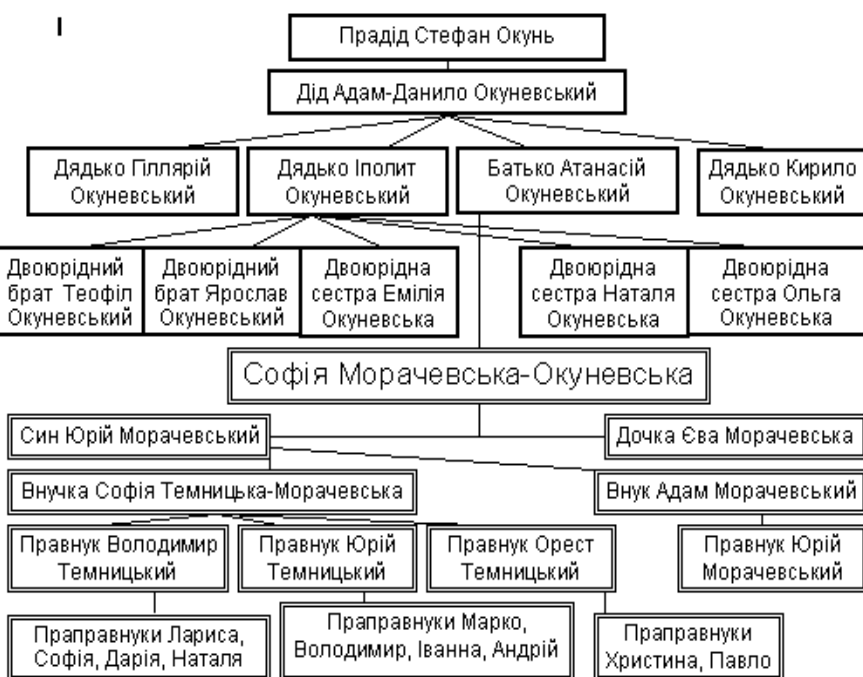 I
Прадід Стефан Окунь
Дід Адам-Данило Окуневський
Дядько Гіллярій
Окуневський
Дядько Іполит
Окуневський
Батько Атанасій
Окуневський
Дядько Кирило
Окуневський
Двоюрідний
брат Теофіл
Окуневський
Двоюрідний
брат Ярослав
Окуневський
Двоюрідна
сестра Емілія
Окуневська
Двоюрідна
сестра Наталя
Окуневська
Двоюрідна
сестра Ольга
Окуневська
Софія Морачевська-Окуневська
Син Юрій Морачевський
Дочка Єва Морачевська
Внучка Софія Темницька-Морачевська
Внук Адам Морачевський
Правнук Володимир
Темницький
Правнук Юрій
Темницький
Правнук Орест
Темницький
Правнук Юрій
Морачевський
Праправнуки Лариса,
Софія, Дарія, Наталя
Праправнуки Марко,
Володимир, Іванна, Андрій
Праправнуки
Христина, Павло